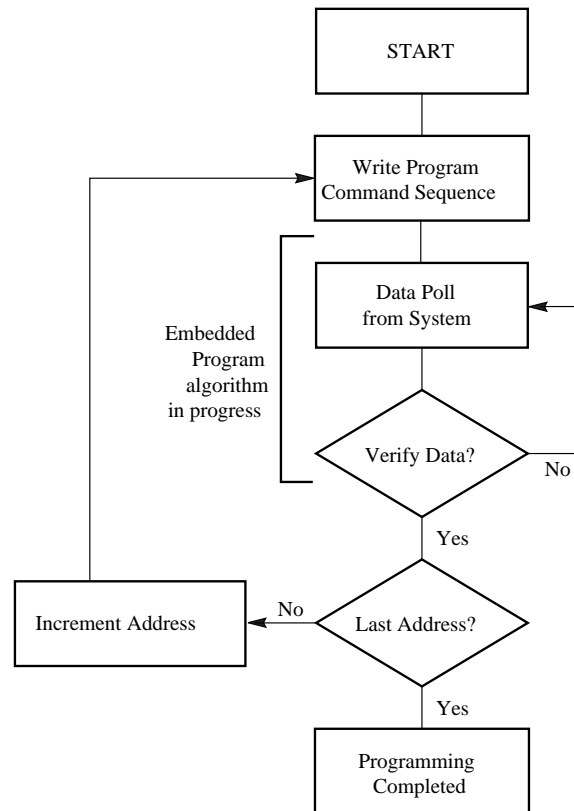 START
Write Program
Command Sequence
Data Poll
from System
Embedded
Program
algorithm
in progress
Verify Data?
No
Yes
Last Address?
No
Increment Address
Yes
Programming
Completed